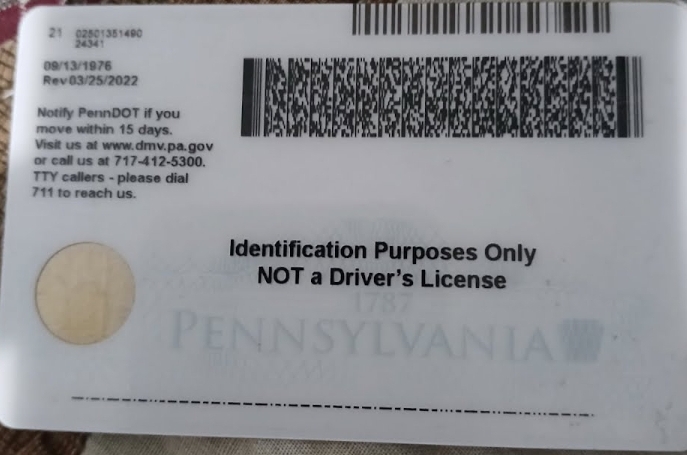 21 02501351490
24341
09/13/1976
Rev03/25/2022
Notify PennDOT if you
move within 15 days.
Visit us at www.dmv.pa.gov
or call us at 717-412-5300.
TTY callers - please dial
711 to reach us.
Identification Purposes Only
NOT a Driver's License
1787
PENNSYLVANIA